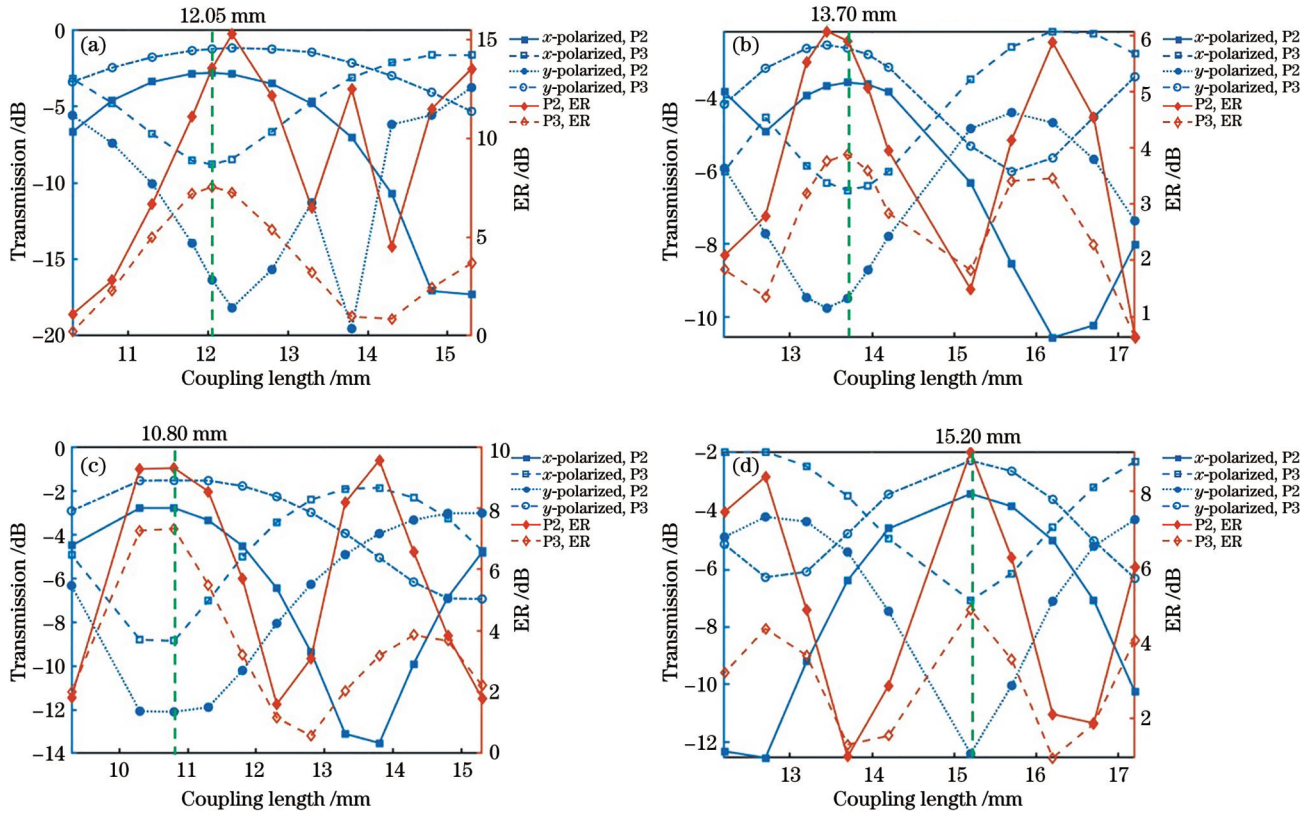 12.05 mm
(a)
0
−5
−10
−15
−20
Transmission /dB
11
12
13
14
15
Coupling length /mm
15
10
5
0
ER /dB
x-polarized, P2
x-polarized, P3
y-polarized, P2
y-polarized, P3
P2, ER
P3, ER
13.70 mm
(b)
−4
−6
−8
−10
Transmission /dB
13
14
15
16
17
Coupling length /mm
6
5
4
3
2
1
ER /dB
x-polarized, P2
x-polarized, P3
y-polarized, P2
y-polarized, P3
P2, ER
P3, ER
10.80 mm
(c)
0
−2
−4
−6
−8
−10
−12
−14
Transmission /dB
10
11
12
13
14
15
Coupling length /mm
10
8
6
4
2
0
ER /dB
x-polarized, P2
x-polarized, P3
y-polarized, P2
y-polarized, P3
P2, ER
P3, ER
15.20 mm
(d)
−2
−4
−6
−8
−10
−12
Transmission /dB
13
14
15
16
17
Coupling length /mm
8
6
4
2
ER /dB
x-polarized, P2
x-polarized, P3
y-polarized, P2
y-polarized, P3
P2, ER
P3, ER